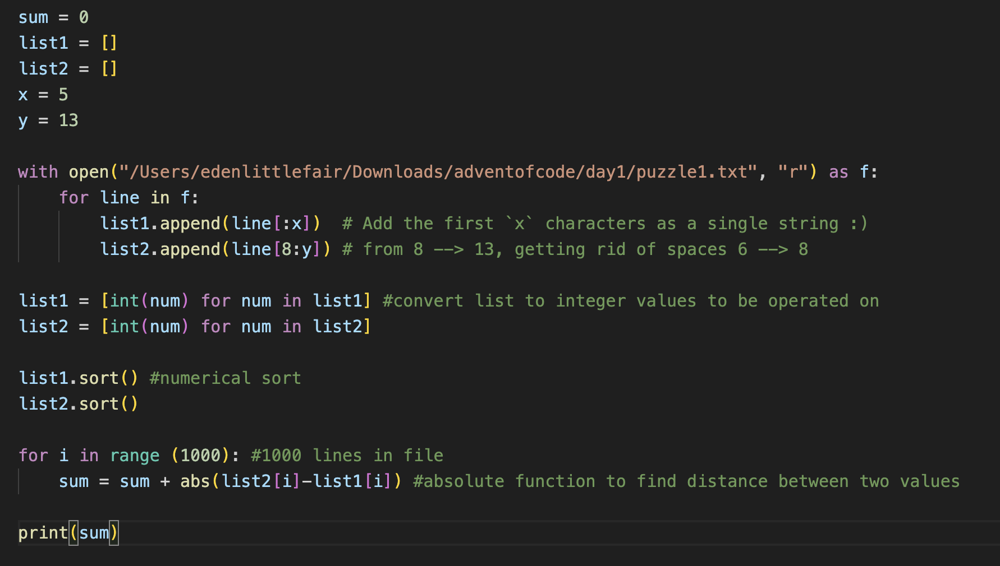 sum = 0
list1 = []
list2 = []
x = 5
y = 13
with open("/Users/edenlittlefair/Downloads/adventofcode/day1/puzzle1.txt", "r") as f:
    for line in f:
        list1.append(line[:x])  # Add the first `x` characters as a single string :)
        list2.append(line[8:y]) # from 8 --> 13, getting rid of spaces 6 --> 8
list1 = [int(num) for num in list1] #convert list to integer values to be operated on
list2 = [int(num) for num in list2]
list1.sort() #numerical sort
list2.sort()
for i in range (1000): #1000 lines in file
    sum = sum + abs(list2[i]-list1[i]) #absolute function to find distance between two values
print(sum)